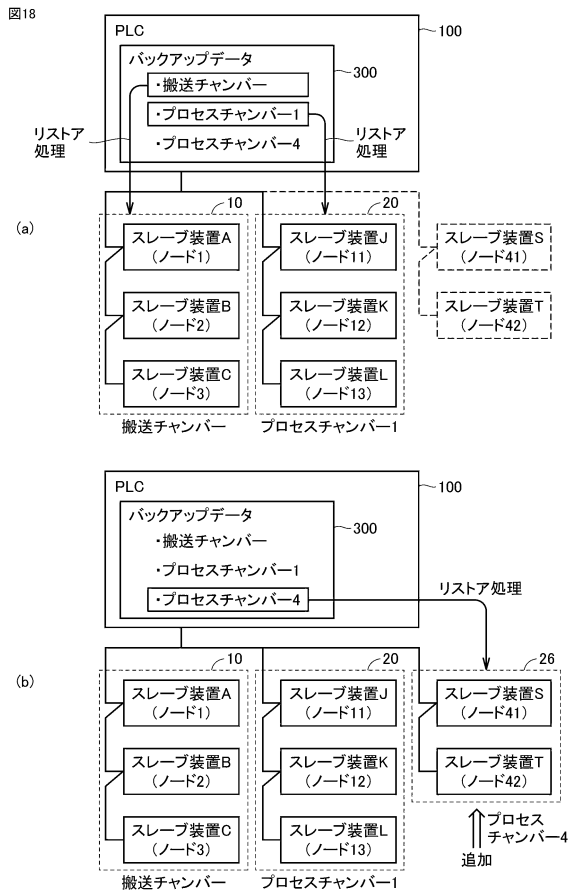 図18
PLC
100
バックアップデータ
300
・搬送チャンバー
・プロセスチャンバー1
・プロセスチャンバー4
リストア
処理
リストア
処理
(a)
10
20
スレーブ装置A
(ノード1)
スレーブ装置J
(ノード11)
スレーブ装置S
(ノード41)
スレーブ装置B
(ノード2)
スレーブ装置K
(ノード12)
スレーブ装置T
(ノード42)
スレーブ装置C
(ノード3)
スレーブ装置L
(ノード13)
搬送チャンバー
プロセスチャンバー1
PLC
100
バックアップデータ
300
・搬送チャンバー
・プロセスチャンバー1
・プロセスチャンバー4
リストア処理
(b)
10
20
26
スレーブ装置A
(ノード1)
スレーブ装置J
(ノード11)
スレーブ装置S
(ノード41)
スレーブ装置B
(ノード2)
スレーブ装置K
(ノード12)
スレーブ装置T
(ノード42)
スレーブ装置C
(ノード3)
スレーブ装置L
(ノード13)
プロセス
チャンバー4
追加
搬送チャンバー
プロセスチャンバー1